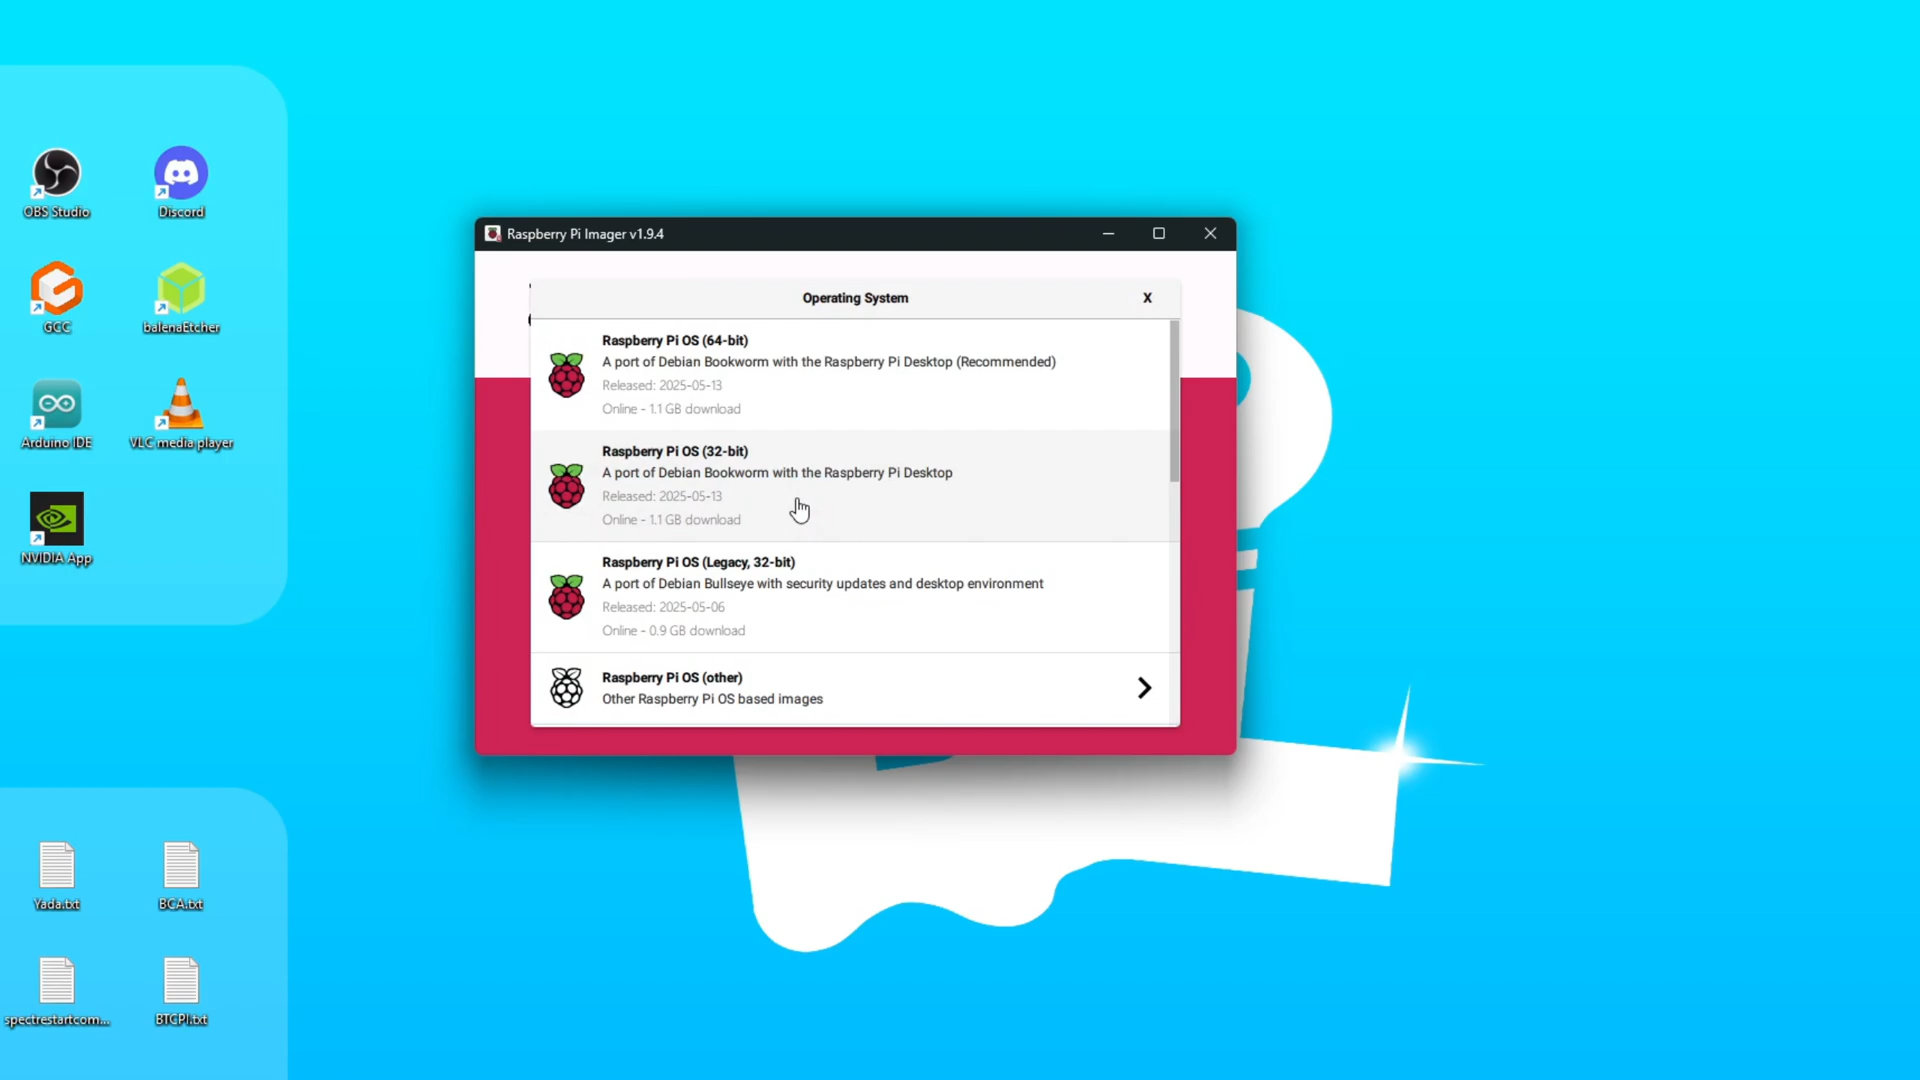 OBS Studio
Discord
GCC
balenaEtcher
Arduino IDE
VLC media player
NVIDIA App
Yada.txt
BCA.txt
spectrestartcom...
BTCPi.txt
Raspberry Pi Imager v1.9.4
Operating System
X
Raspberry Pi OS (64-bit)
A port of Debian Bookworm with the Raspberry Pi Desktop (Recommended)
Released: 2025-05-13
Online - 1.1 GB download
Raspberry Pi OS (32-bit)
A port of Debian Bookworm with the Raspberry Pi Desktop
Released: 2025-05-13
Online - 1.1 GB download
Raspberry Pi OS (Legacy, 32-bit)
A port of Debian Bullseye with security updates and desktop environment
Released: 2025-05-06
Online - 0.9 GB download
Raspberry Pi OS (other)
Other Raspberry Pi OS based images